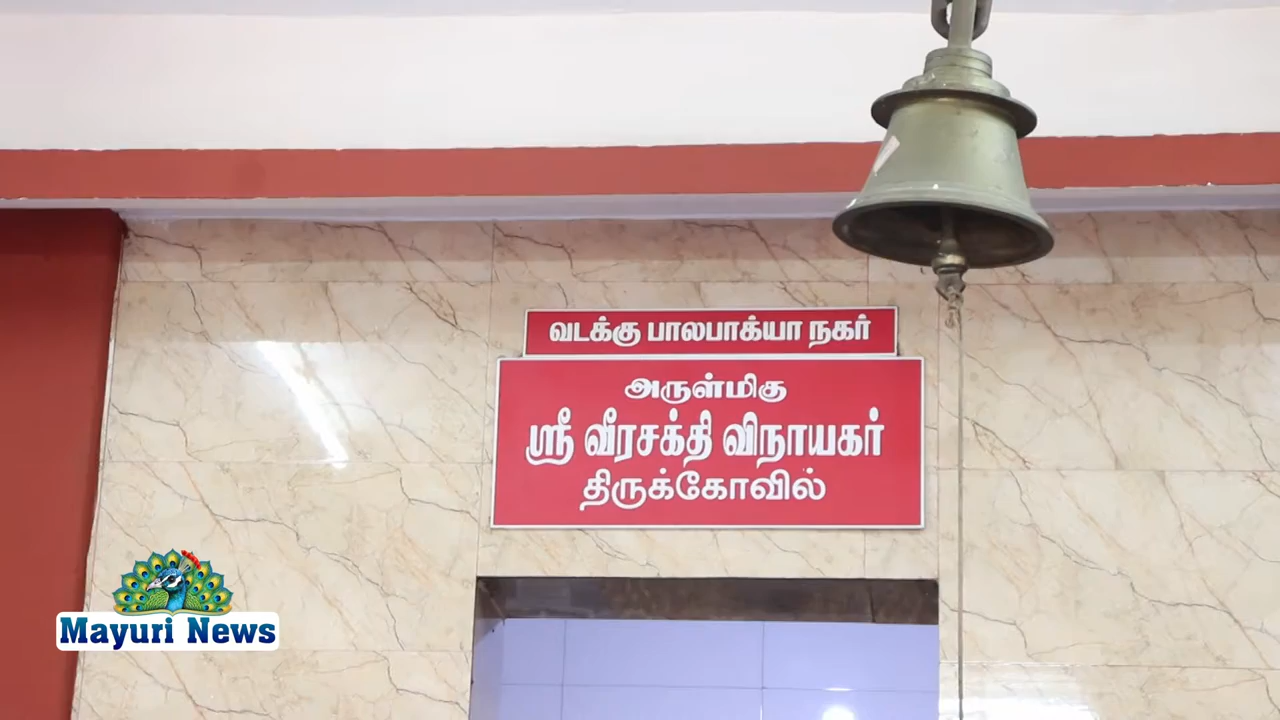 வடக்கு பாலபாக்யா நகர்
அருள்மிகு
ஸ்ரீ வீரசக்தி விநாயகர்
திருக்கோவில்
Mayuri News